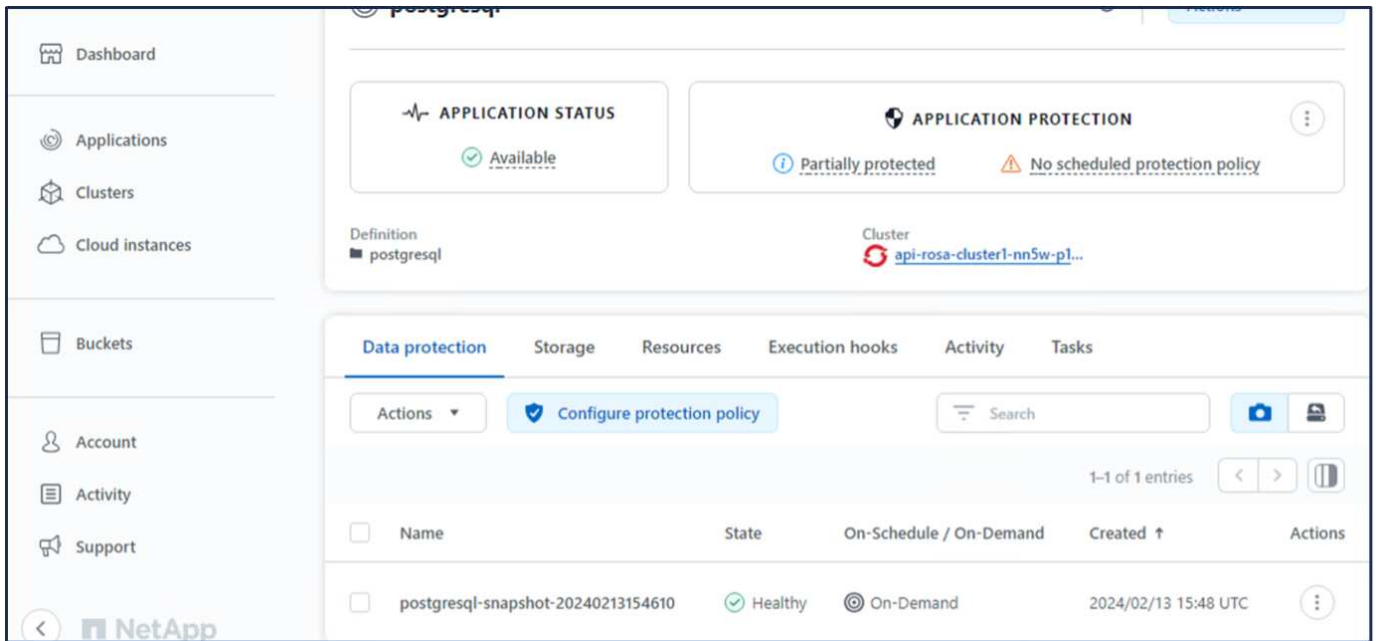 postgresql
Actions
Dashboard
Applications
Clusters
Cloud instances
Buckets
Account
Activity
Support
NetApp
APPLICATION STATUS
Available
APPLICATION PROTECTION
Partially protected
No scheduled protection policy
Definition
postgresql
Cluster
api-rosa-cluster1-nn5w-p1...
Data protection Storage Resources Execution hooks Activity Tasks
Actions Configure protection policy Search
1–1 of 1 entries
Name State On-Schedule / On-Demand Created ↑ Actions
postgresql-snapshot-20240213154610 Healthy On-Demand 2024/02/13 15:48 UTC